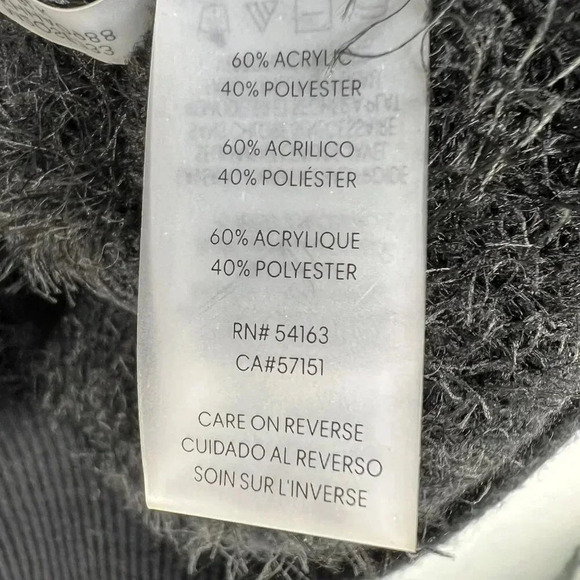 60% ACRYLIC
40% POLYESTER
60% ACRILICO
40% POLIÉSTER
60% ACRYLIQUE
40% POLYESTER
RN# 54163
CA#57151
CARE ON REVERSE
CUIDADO AL REVERSO
SOIN SUR L'INVERSE